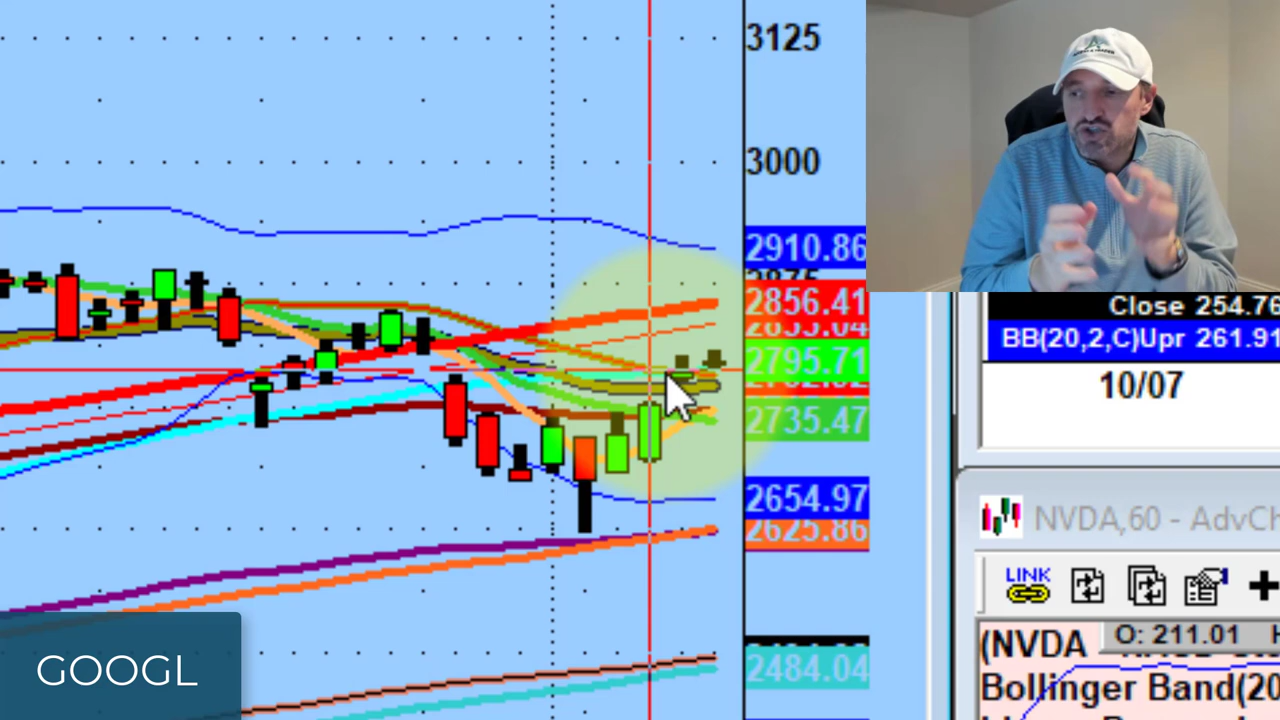 3125
3000
2910.86
2856.41
2795.71
2735.47
2654.97
2625.86
2484.04
GOOGL
Close 254.76
BB(20,2,C)Upr 261.91
10/07
NVDA,60 - AdvCh
LINK
O: 211.01
(NVDA
Bollinger Band(20